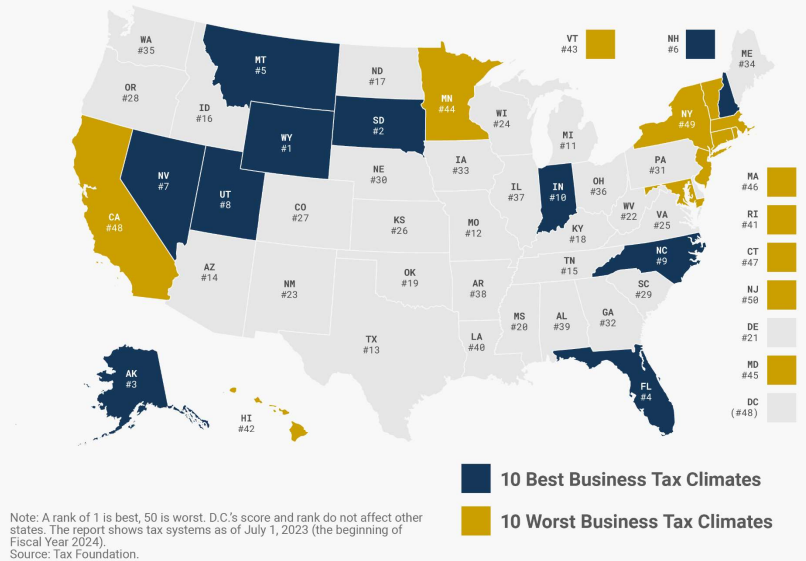 WA
#35
MT
#5
ND
#17
MN
#44
VT
#43
NH
#6
ME
#34
OR
#28
ID
#16
WY
#1
SD
#2
WI
#24
MI
#11
NY
#49
NV
#7
UT
#8
CO
#27
NE
#30
IA
#33
IL
#37
IN
#10
OH
#36
PA
#31
CA
#48
KS
#26
MO
#12
KY
#18
WV
#22
VA
#25
AZ
#14
NM
#23
OK
#19
AR
#38
TN
#15
NC
#9
SC
#29
TX
#13
LA
#40
MS
#20
AL
#39
GA
#32
FL
#4
AK
#3
HI
#42
MA
#46
RI
#41
CT
#47
NJ
#50
DE
#21
MD
#45
DC
(#48)
10 Best Business Tax Climates
10 Worst Business Tax Climates
Note: A rank of 1 is best, 50 is worst. D.C.'s score and rank do not affect other
states. The report shows tax systems as of July 1, 2023 (the beginning of
Fiscal Year 2024).
Source: Tax Foundation.